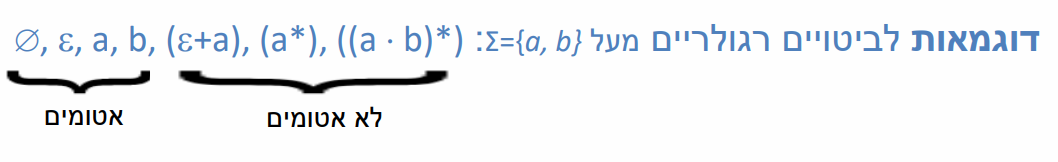 דוגמאות לביטויים רגולריים מעל Σ={a, b}: ∅, ε, a, b, (ε+a), (a*), ((a · b)*)
לא אטומים
אטומים